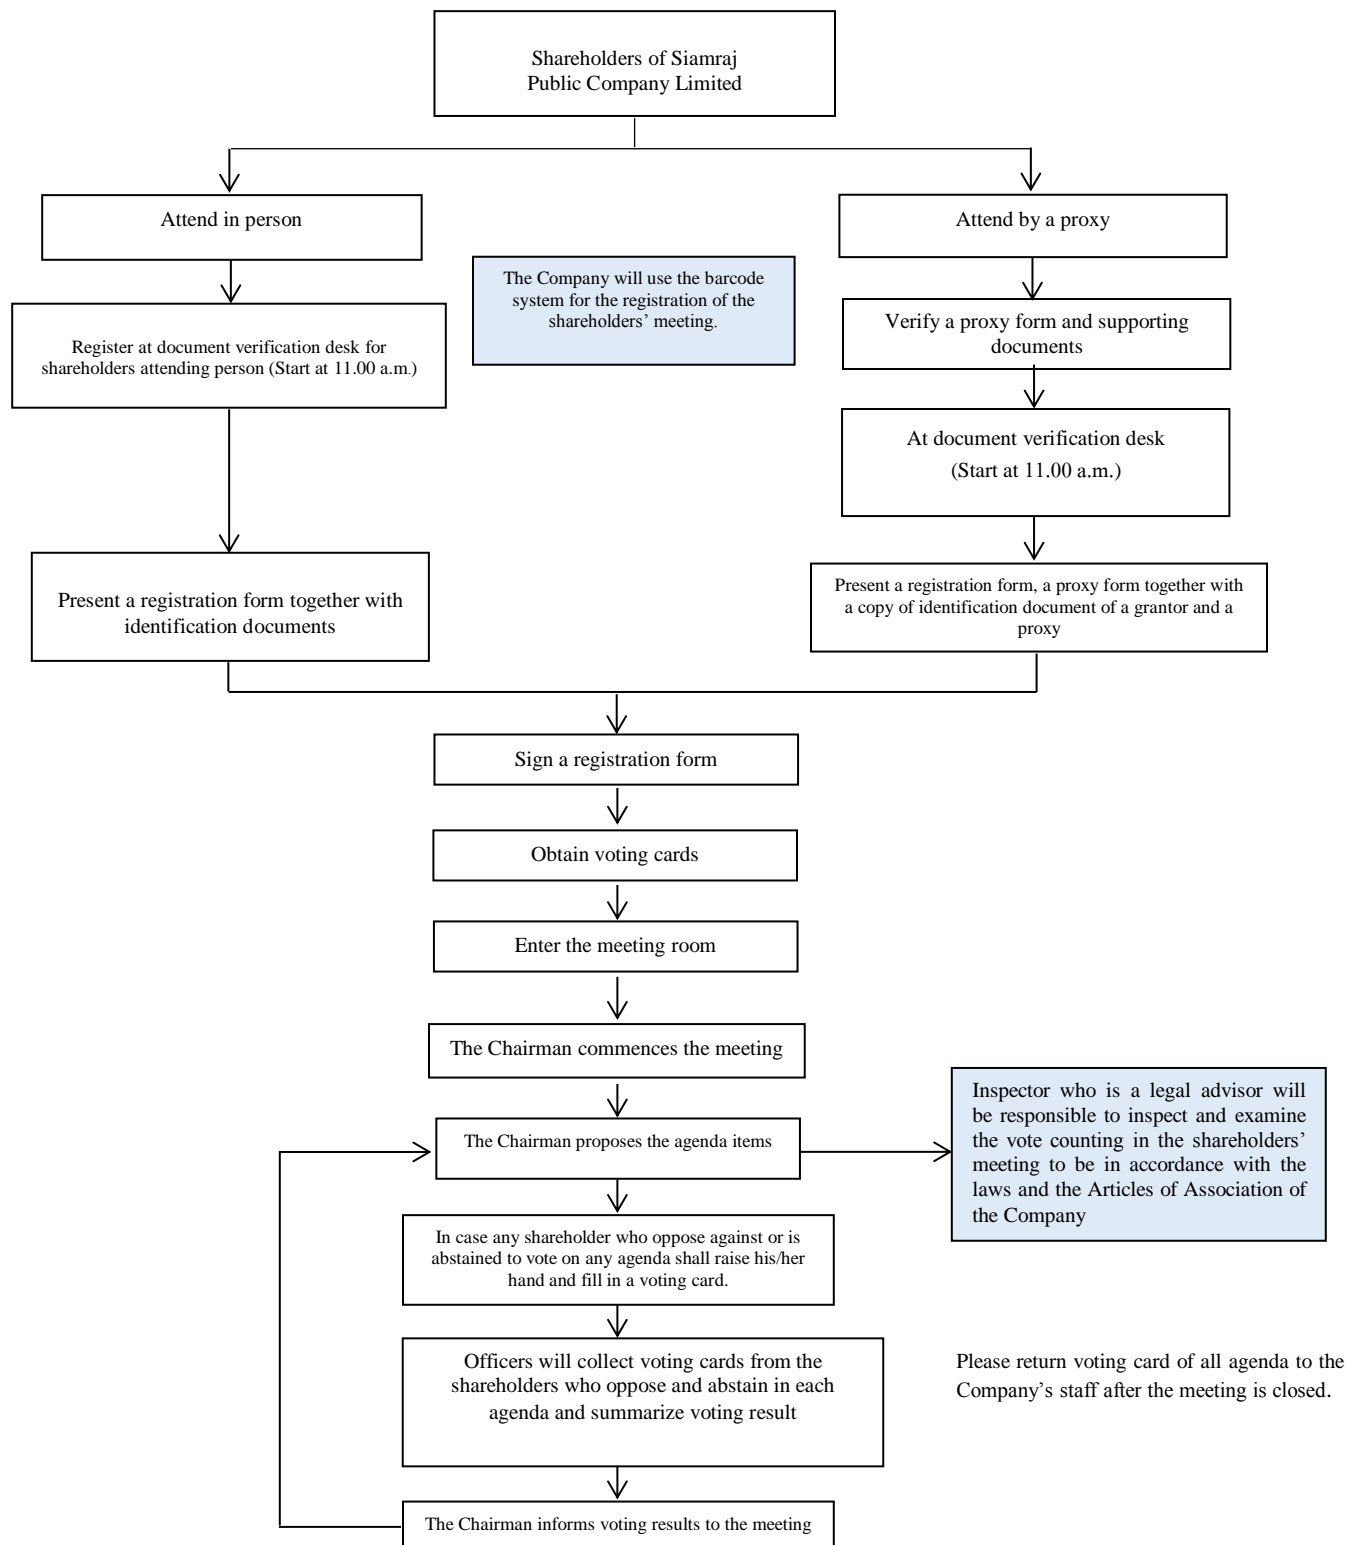 Shareholders of Siamraj
Public Company Limited
Attend in person
Attend by a proxy
The Company will use the barcode
system for the registration of the
shareholders’ meeting.
Register at document verification desk for
shareholders attending person (Start at 11.00 a.m.)
Verify a proxy form and supporting
documents
At document verification desk
(Start at 11.00 a.m.)
Present a registration form together with
identification documents
Present a registration form, a proxy form together with
a copy of identification document of a grantor and a
proxy
Sign a registration form
Obtain voting cards
Enter the meeting room
The Chairman commences the meeting
The Chairman proposes the agenda items
Inspector who is a legal advisor will
be responsible to inspect and examine
the vote counting in the shareholders’
meeting to be in accordance with the
laws and the Articles of Association of
the Company
In case any shareholder who oppose against or is
abstained to vote on any agenda shall raise his/her
hand and fill in a voting card.
Officers will collect voting cards from the
shareholders who oppose and abstain in each
agenda and summarize voting result
Please return voting card of all agenda to the
Company’s staff after the meeting is closed.
The Chairman informs voting results to the meeting